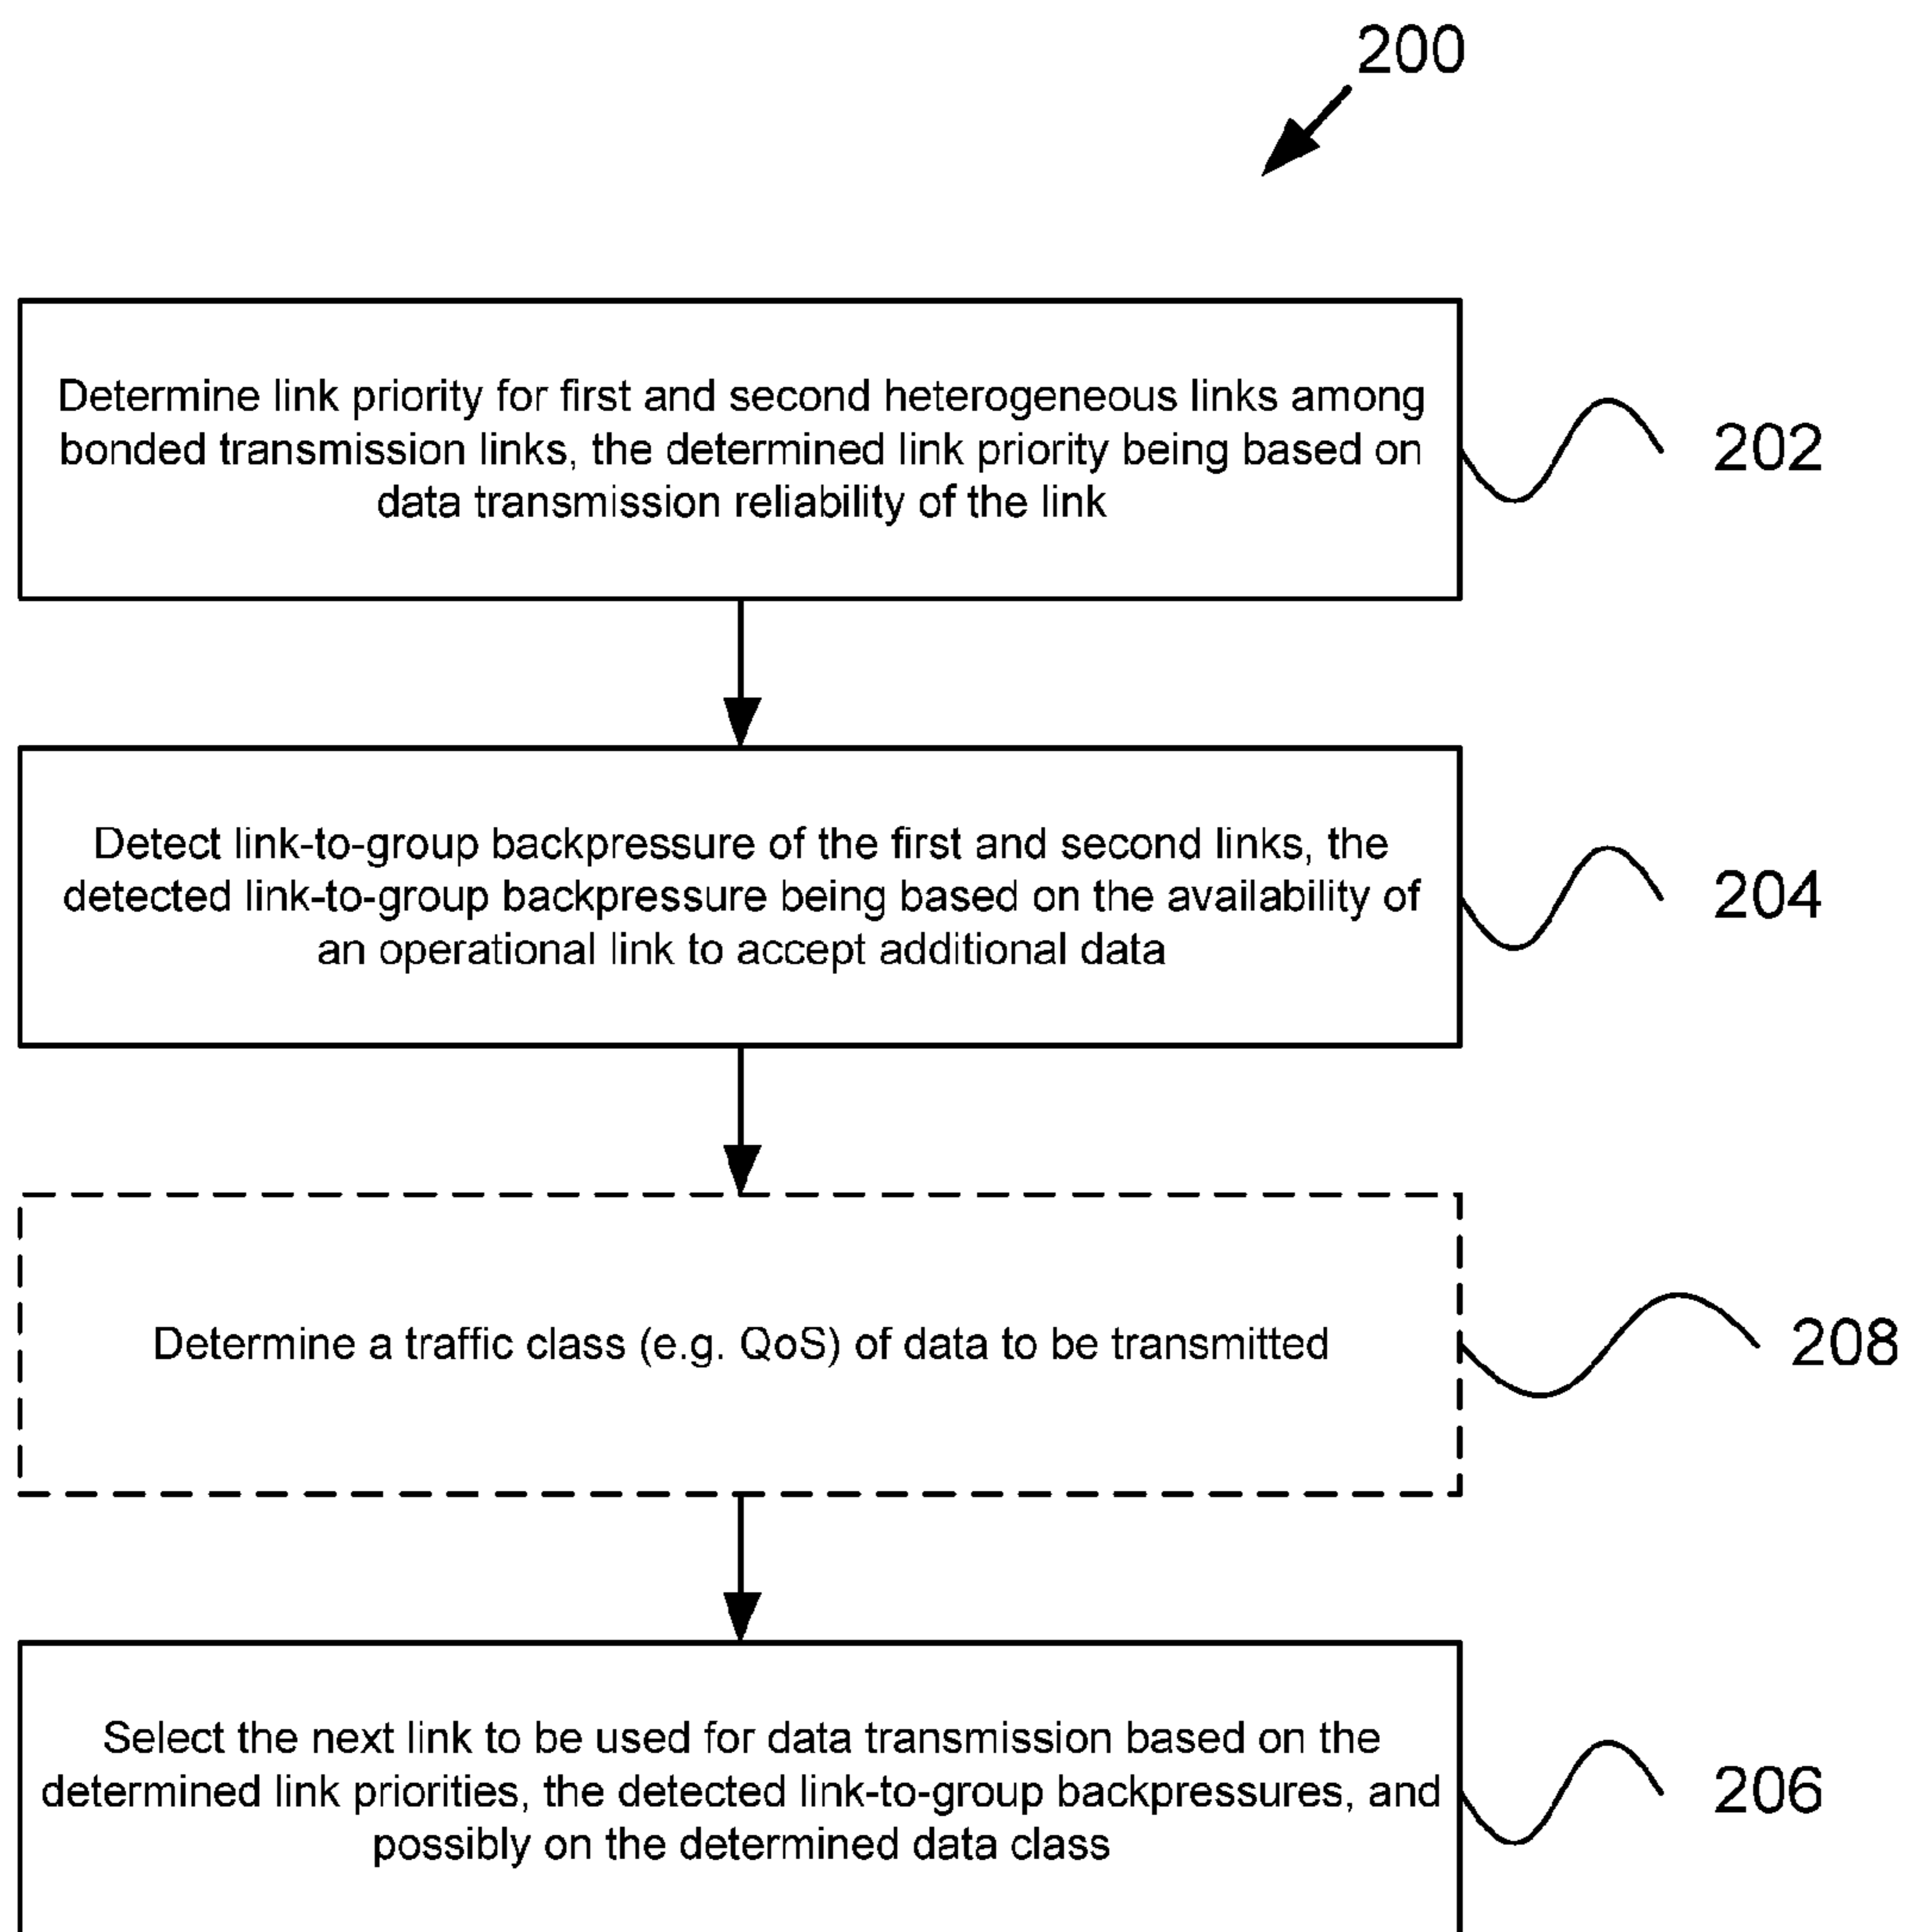 200
Determine link priority for first and second heterogeneous links among
bonded transmission links, the determined link priority being based on
data transmission reliability of the link
202
Detect link-to-group backpressure of the first and second links, the
detected link-to-group backpressure being based on the availability of
an operational link to accept additional data
204
Determine a traffic class (e.g. QoS) of data to be transmitted
208
Select the next link to be used for data transmission based on the
determined link priorities, the detected link-to-group backpressures, and
possibly on the determined data class
206